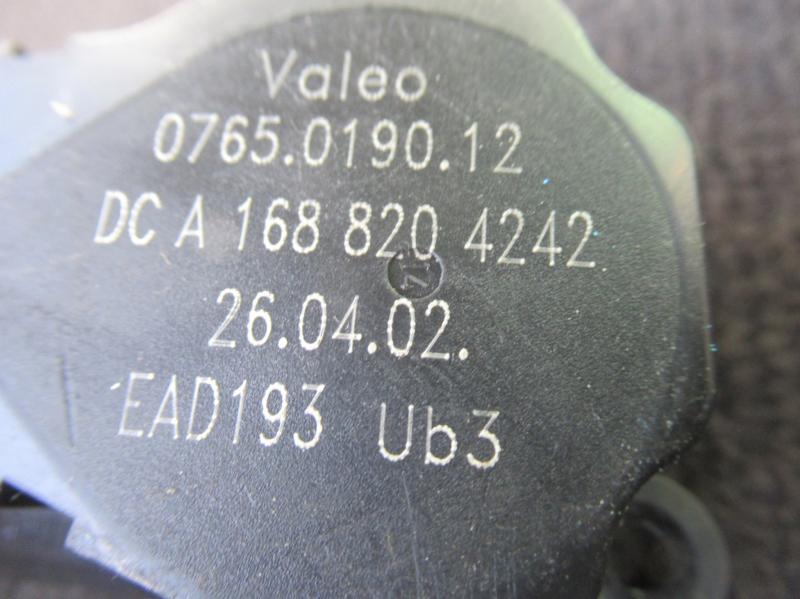 Valeo
0765.0190.12
DC A 168 820 4242
26.04.02.
EAD193 Ub3